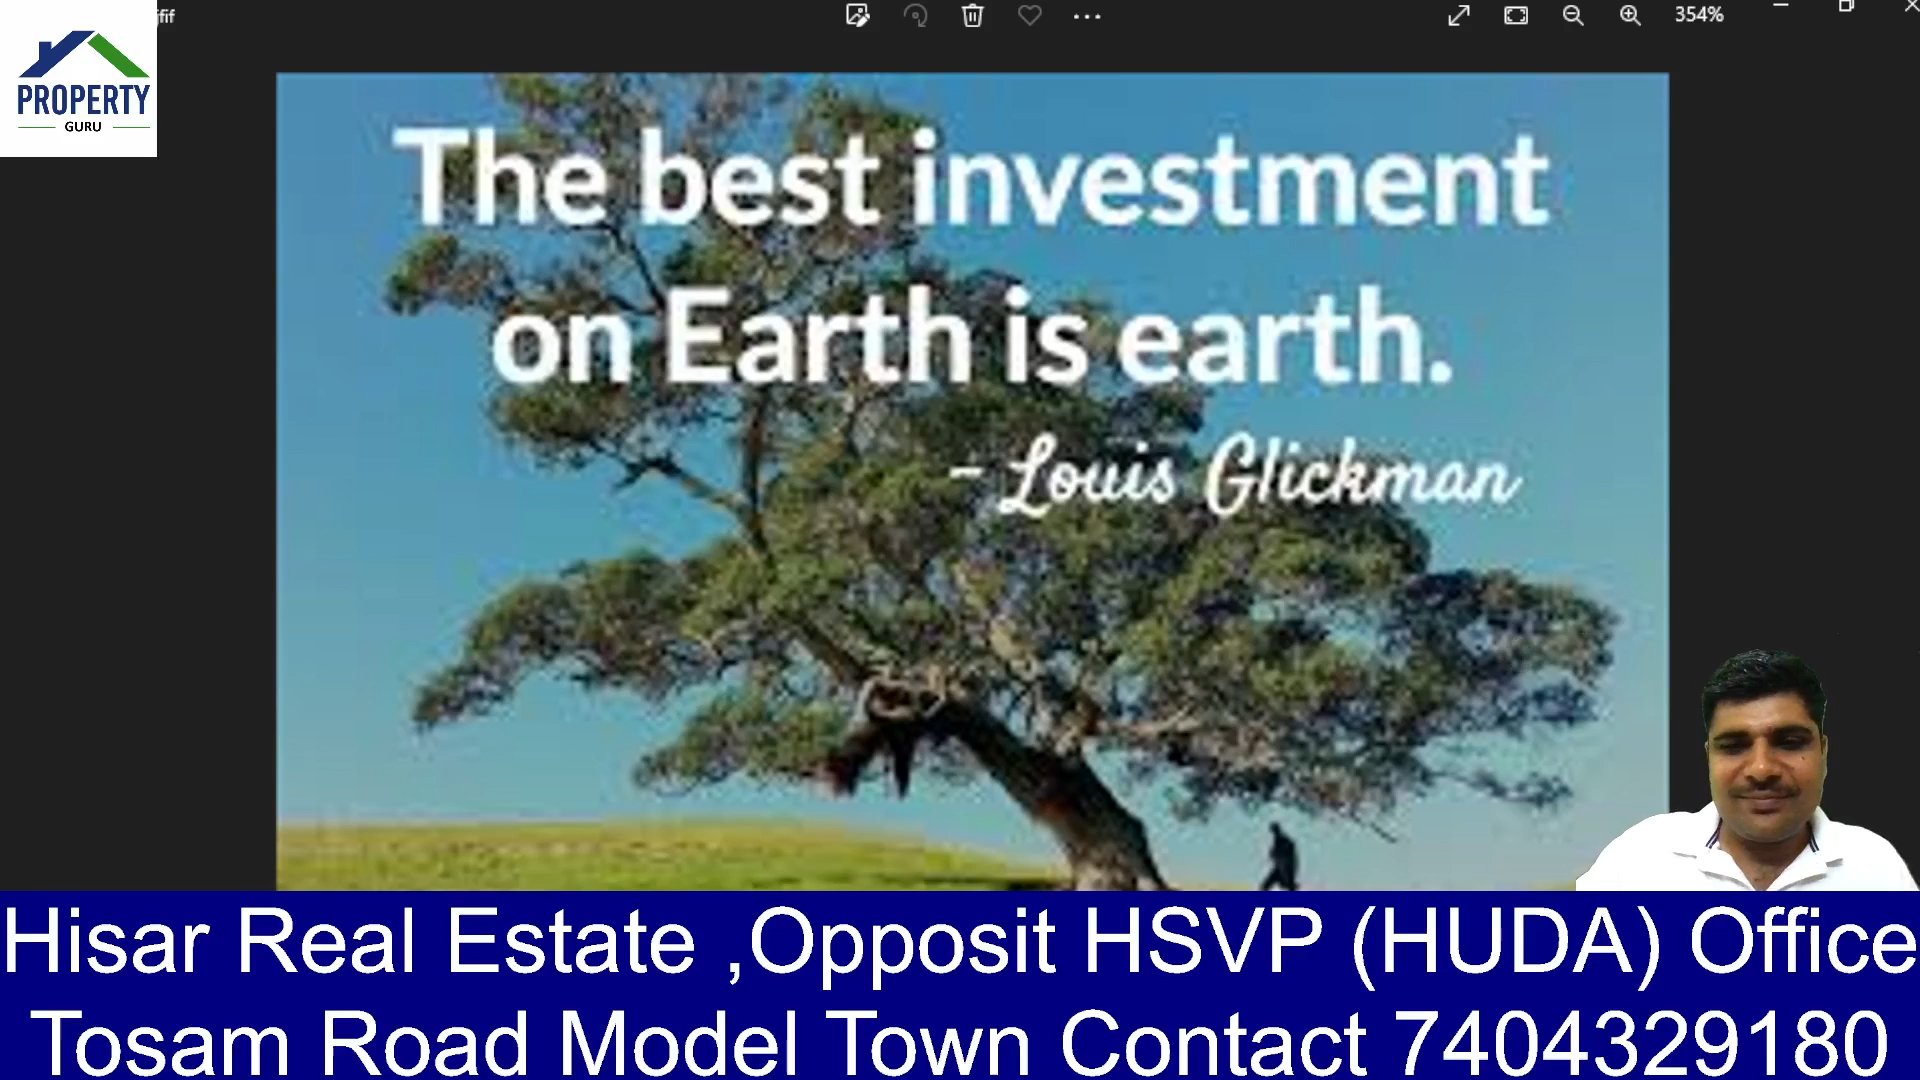 jfif
354%
PROPERTY
GURU
The best investment
on Earth is earth.
- Louis Glickman
Hisar Real Estate ,Opposit HSVP (HUDA) Office
Tosam Road Model Town Contact 7404329180